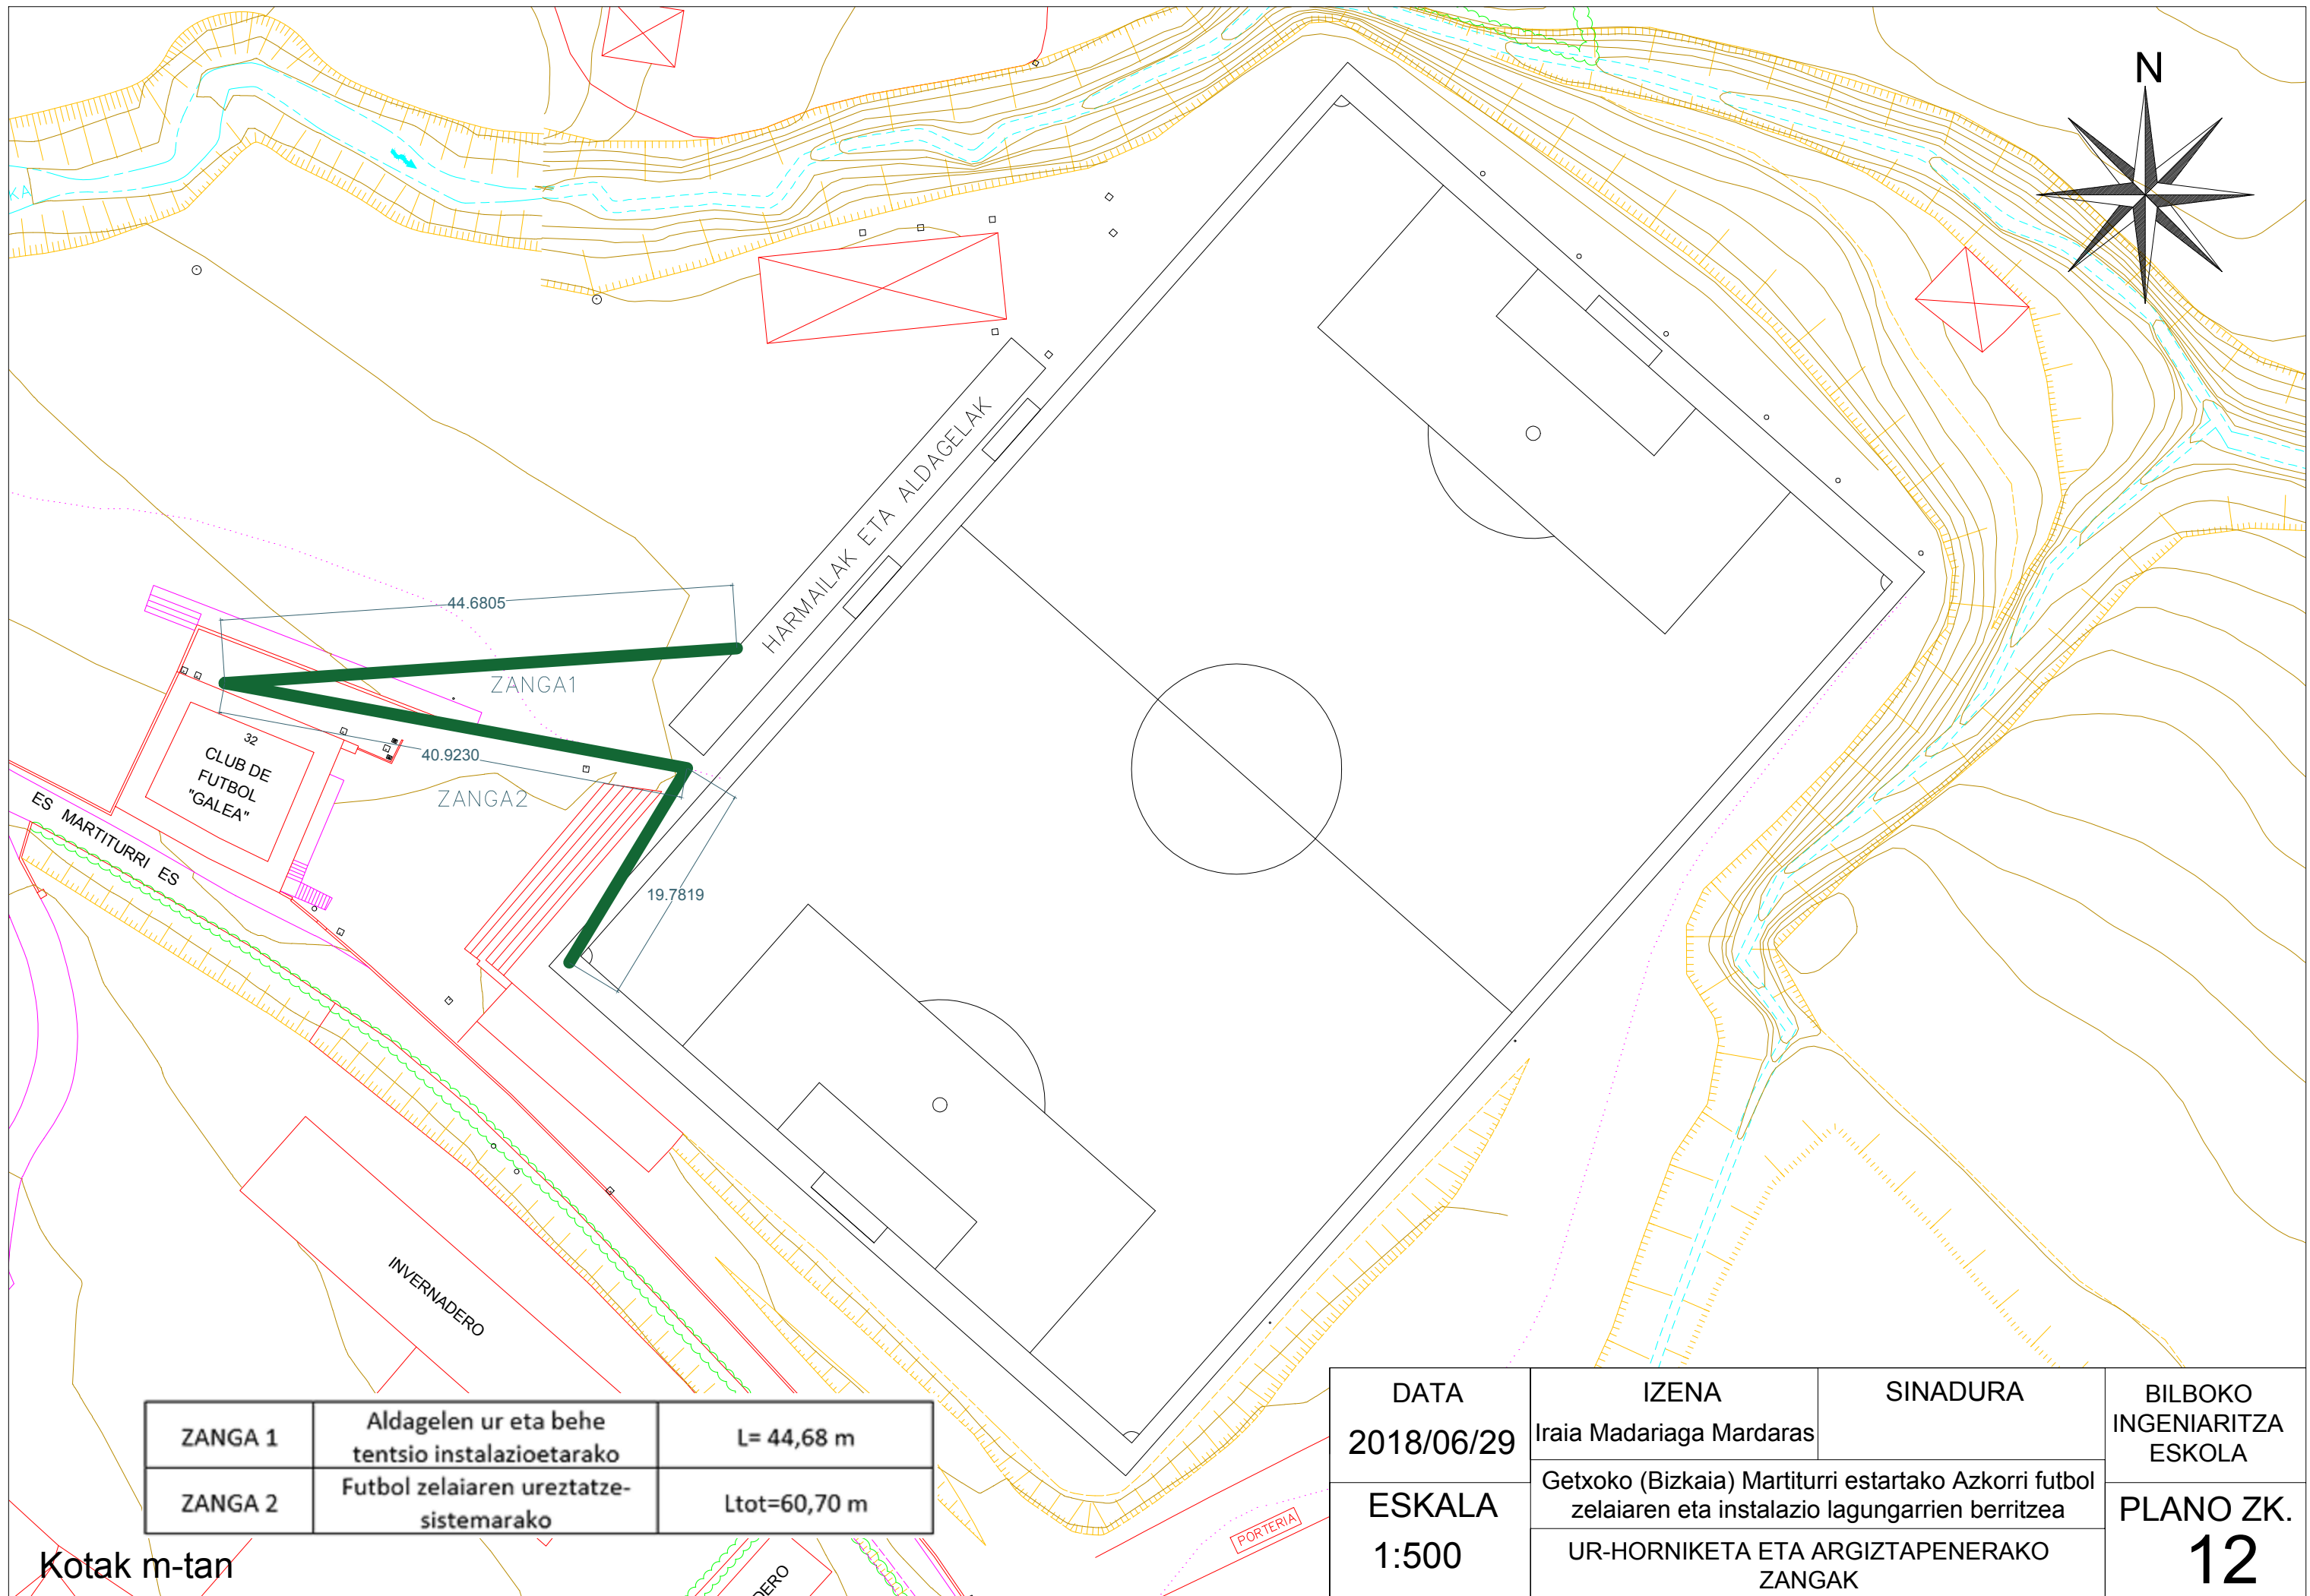 N
KA
HARMAILAK ETA ALDAGELAK
44.6805
ZANGA1
40.9230
ZANGA2
19.7819
32
CLUB DE
FUTBOL
"GALEA"
ES MARTITURRI ES
INVERNADERO
ZANGA 1
Aldagelen ur eta behe
tentsio instalazioetarako
L= 44,68 m
ZANGA 2
Futbol zelaiaren ureztatze-
sistemarako
Ltot=60,70 m
Kotak m-tan
DERO
PORTERIA
DATA
2018/06/29
IZENA
Iraia Madariaga Mardaras
SINADURA
BILBOKO
INGENIARITZA
ESKOLA
ESKALA
1:500
Getxoko (Bizkaia) Martiturri estartako Azkorri futbol
zelaiaren eta instalazio lagungarrien berritzea
UR-HORNIKETA ETA ARGIZTAPENERAKO
ZANGAK
PLANO ZK.
12